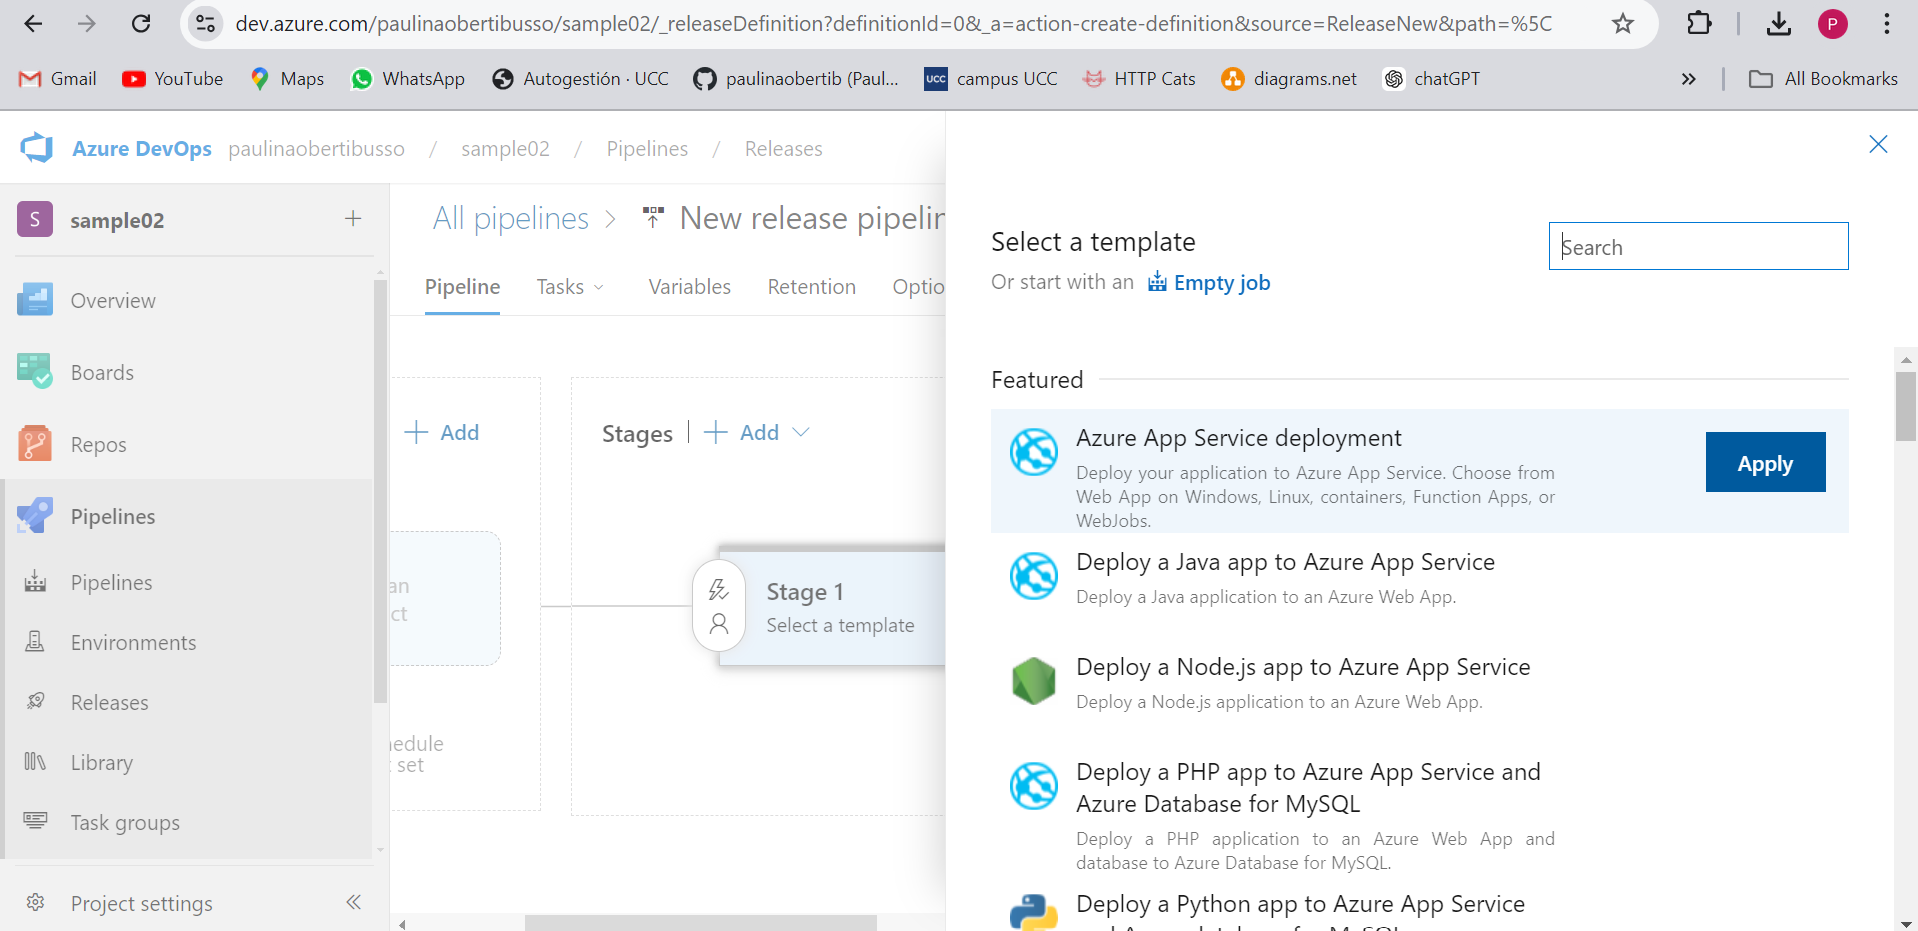 dev.azure.com/paulinaobertibusso/sample02/_releaseDefinition?definitionId=0&_a=action-create-definition&source=ReleaseNew&path=%5C
P
Gmail
YouTube
Maps
WhatsApp
Autogestión · UCC
paulinaobertib (Paul...
UCC
campus UCC
HTTP Cats
diagrams.net
chatGPT
All Bookmarks
Azure DevOps
paulinaobertibusso / sample02 / Pipelines / Releases
S
sample02
Overview
Boards
Repos
Pipelines
Pipelines
Environments
Releases
Library
Task groups
Project settings
All pipelines > New release pipelin
Pipeline
Tasks
Variables
Retention
Optio
Add
Stages | Add
an
ct
Stage 1
Select a template
edule
set
Select a template
Or start with an Empty job
Search
Featured
Azure App Service deployment
Deploy your application to Azure App Service. Choose from
Web App on Windows, Linux, containers, Function Apps, or
WebJobs.
Apply
Deploy a Java app to Azure App Service
Deploy a Java application to an Azure Web App.
Deploy a Node.js app to Azure App Service
Deploy a Node.js application to an Azure Web App.
Deploy a PHP app to Azure App Service and
Azure Database for MySQL
Deploy a PHP application to an Azure Web App and
database to Azure Database for MySQL.
Deploy a Python app to Azure App Service